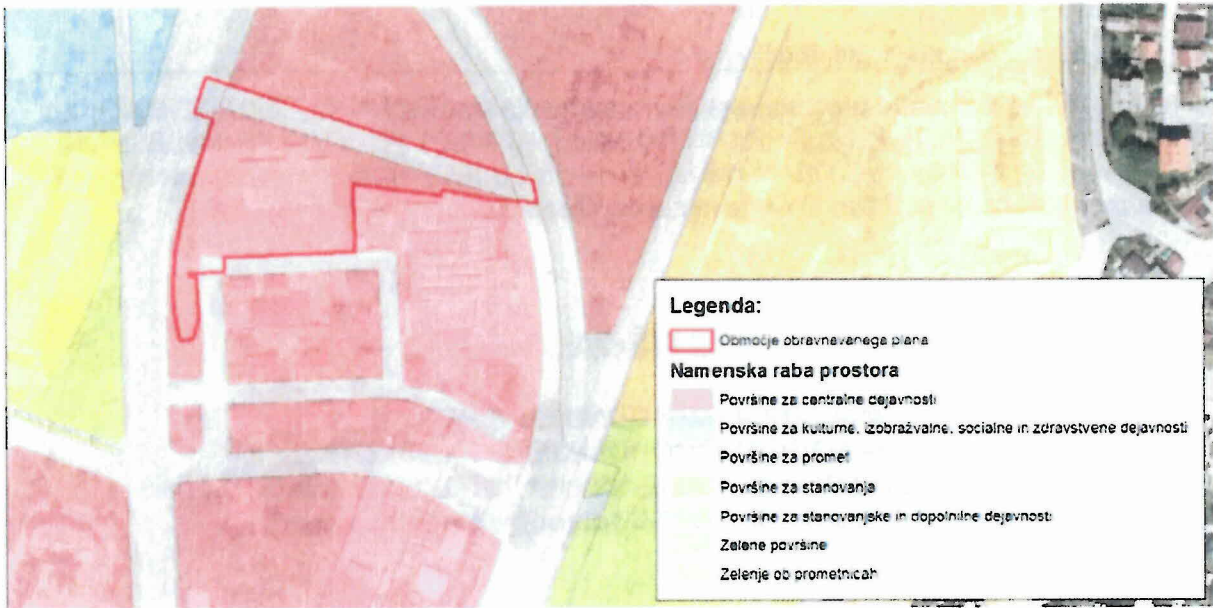 Legenda:
Območje obravnavanega plana
Namenska raba prostora
Površine za centralne dejavnosti
Površine za kulturne, izobraževalne, socialne in zdravstvene dejavnosti
Površine za promet
Površine za stanovanja
Površine za stanovanjske in dopolnilne dejavnosti
Zelene površine
Zelenje ob prometnicah